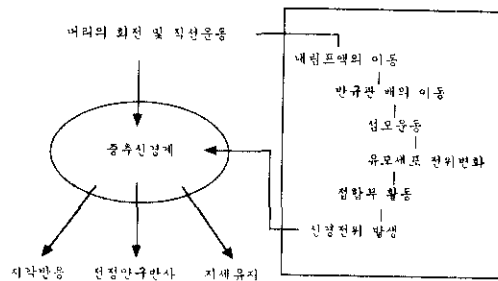 머리의 회전 및 직선운동
내림프액의 이동
반규관 배의 이동
섬모운동
유모세포 전위변화
접합부 활동
신경전위 발생
중추신경계
지각반응
전정안구반사
자세유지